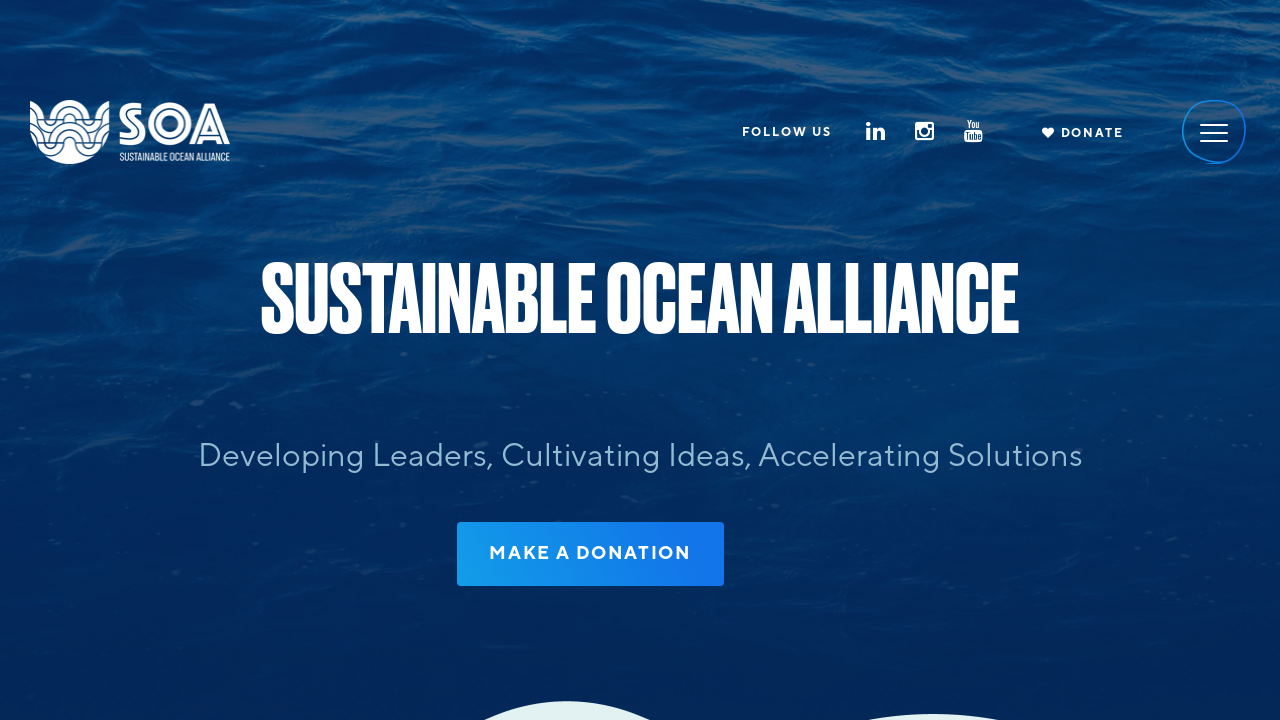 SOA
SUSTAINABLE OCEAN ALLIANCE
FOLLOW US
You
Tube
DONATE
SUSTAINABLE OCEAN ALLIANCE
Developing Leaders, Cultivating Ideas, Accelerating Solutions
MAKE A DONATION